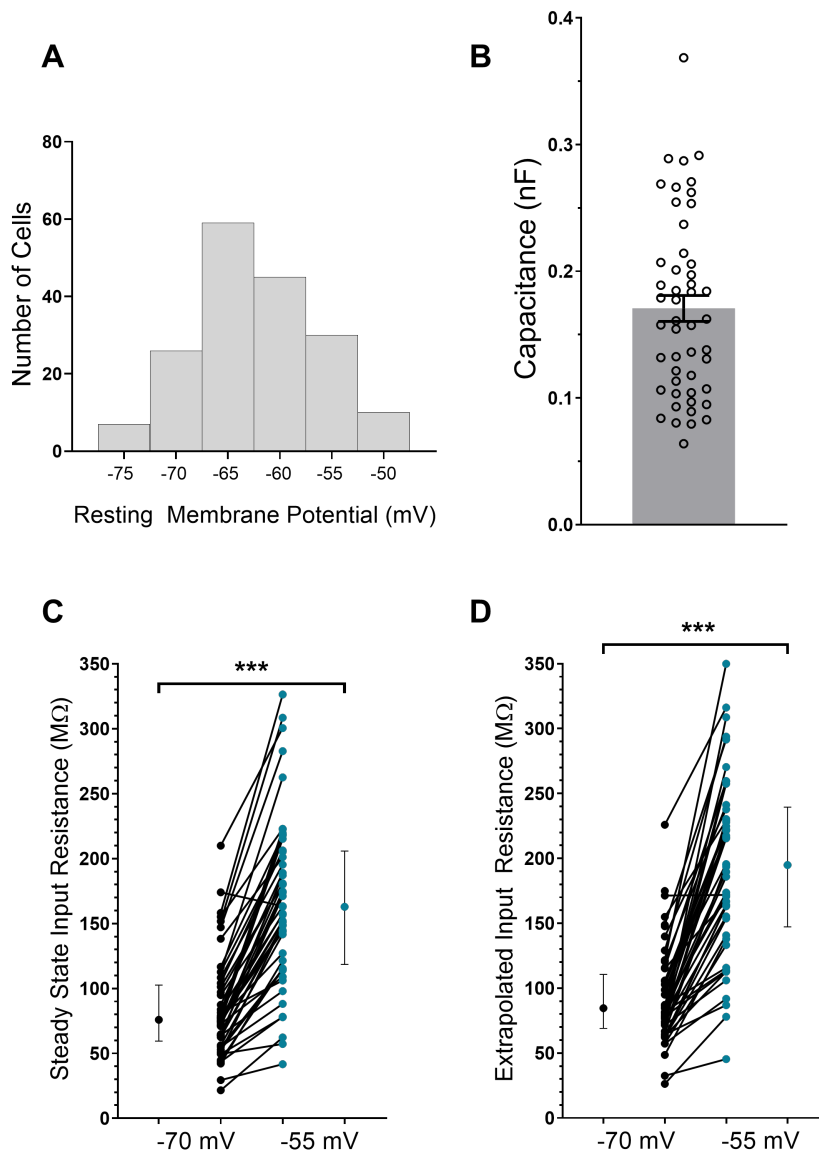 A
Number of Cells
80
60
40
20
0
-75 -70 -65 -60 -55 -50
Resting Membrane Potential (mV)
B
Capacitance (nF)
0.4
0.3
0.2
0.1
0.0
C
***
Steady State Input Resistance (MΩ)
350
300
250
200
150
100
50
0
-70 mV -55 mV
D
***
Extrapolated Input Resistance (MΩ)
350
300
250
200
150
100
50
0
-70 mV -55 mV